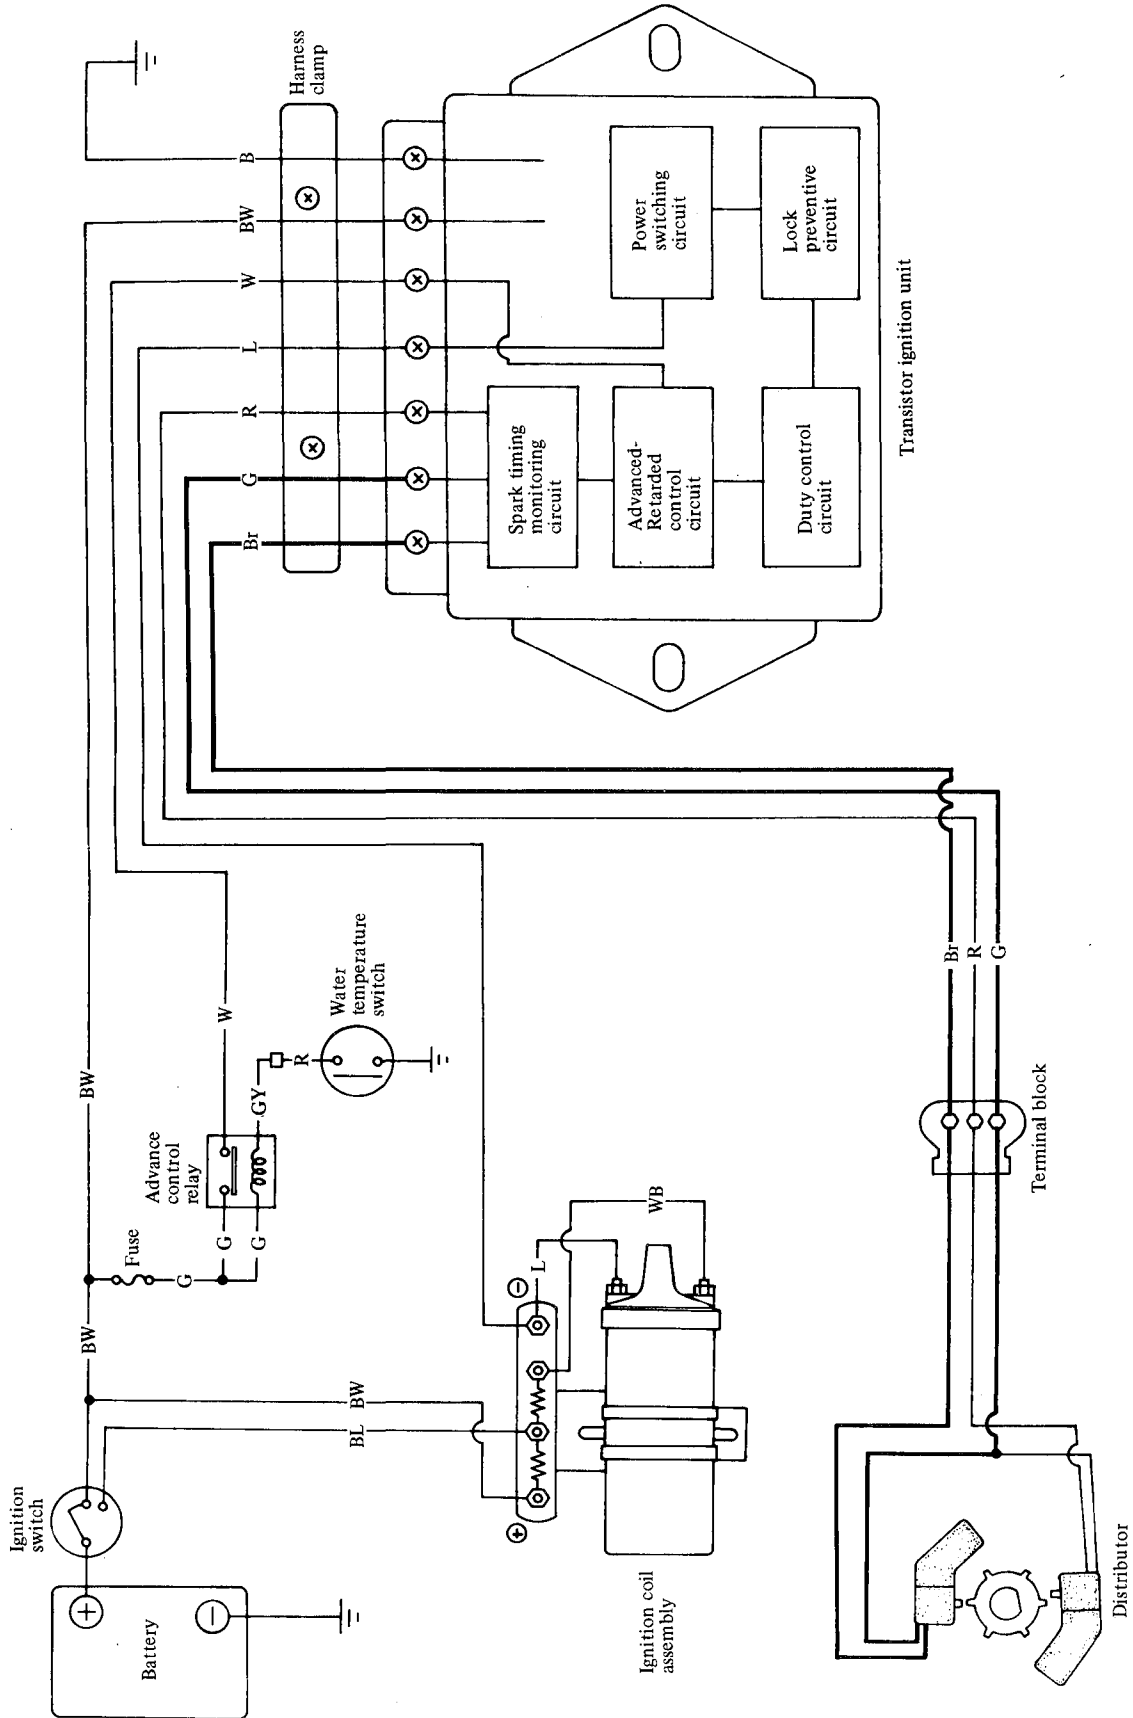 Ignition
switch
Battery
+
−
BW
BL
BW
BW
Fuse
G
G
G
Advance
control
relay
W
GY
R
Water
temperature
switch
+
−
L
WB
Ignition coil
assembly
Distributor
Terminal block
Br
R
G
B
BW
W
L
R
G
Br
Harness
clamp
Power
switching
circuit
Lock
preventive
circuit
Spark timing
monitoring
circuit
Advanced-
Retarded
control
circuit
Duty control
circuit
Transistor ignition unit